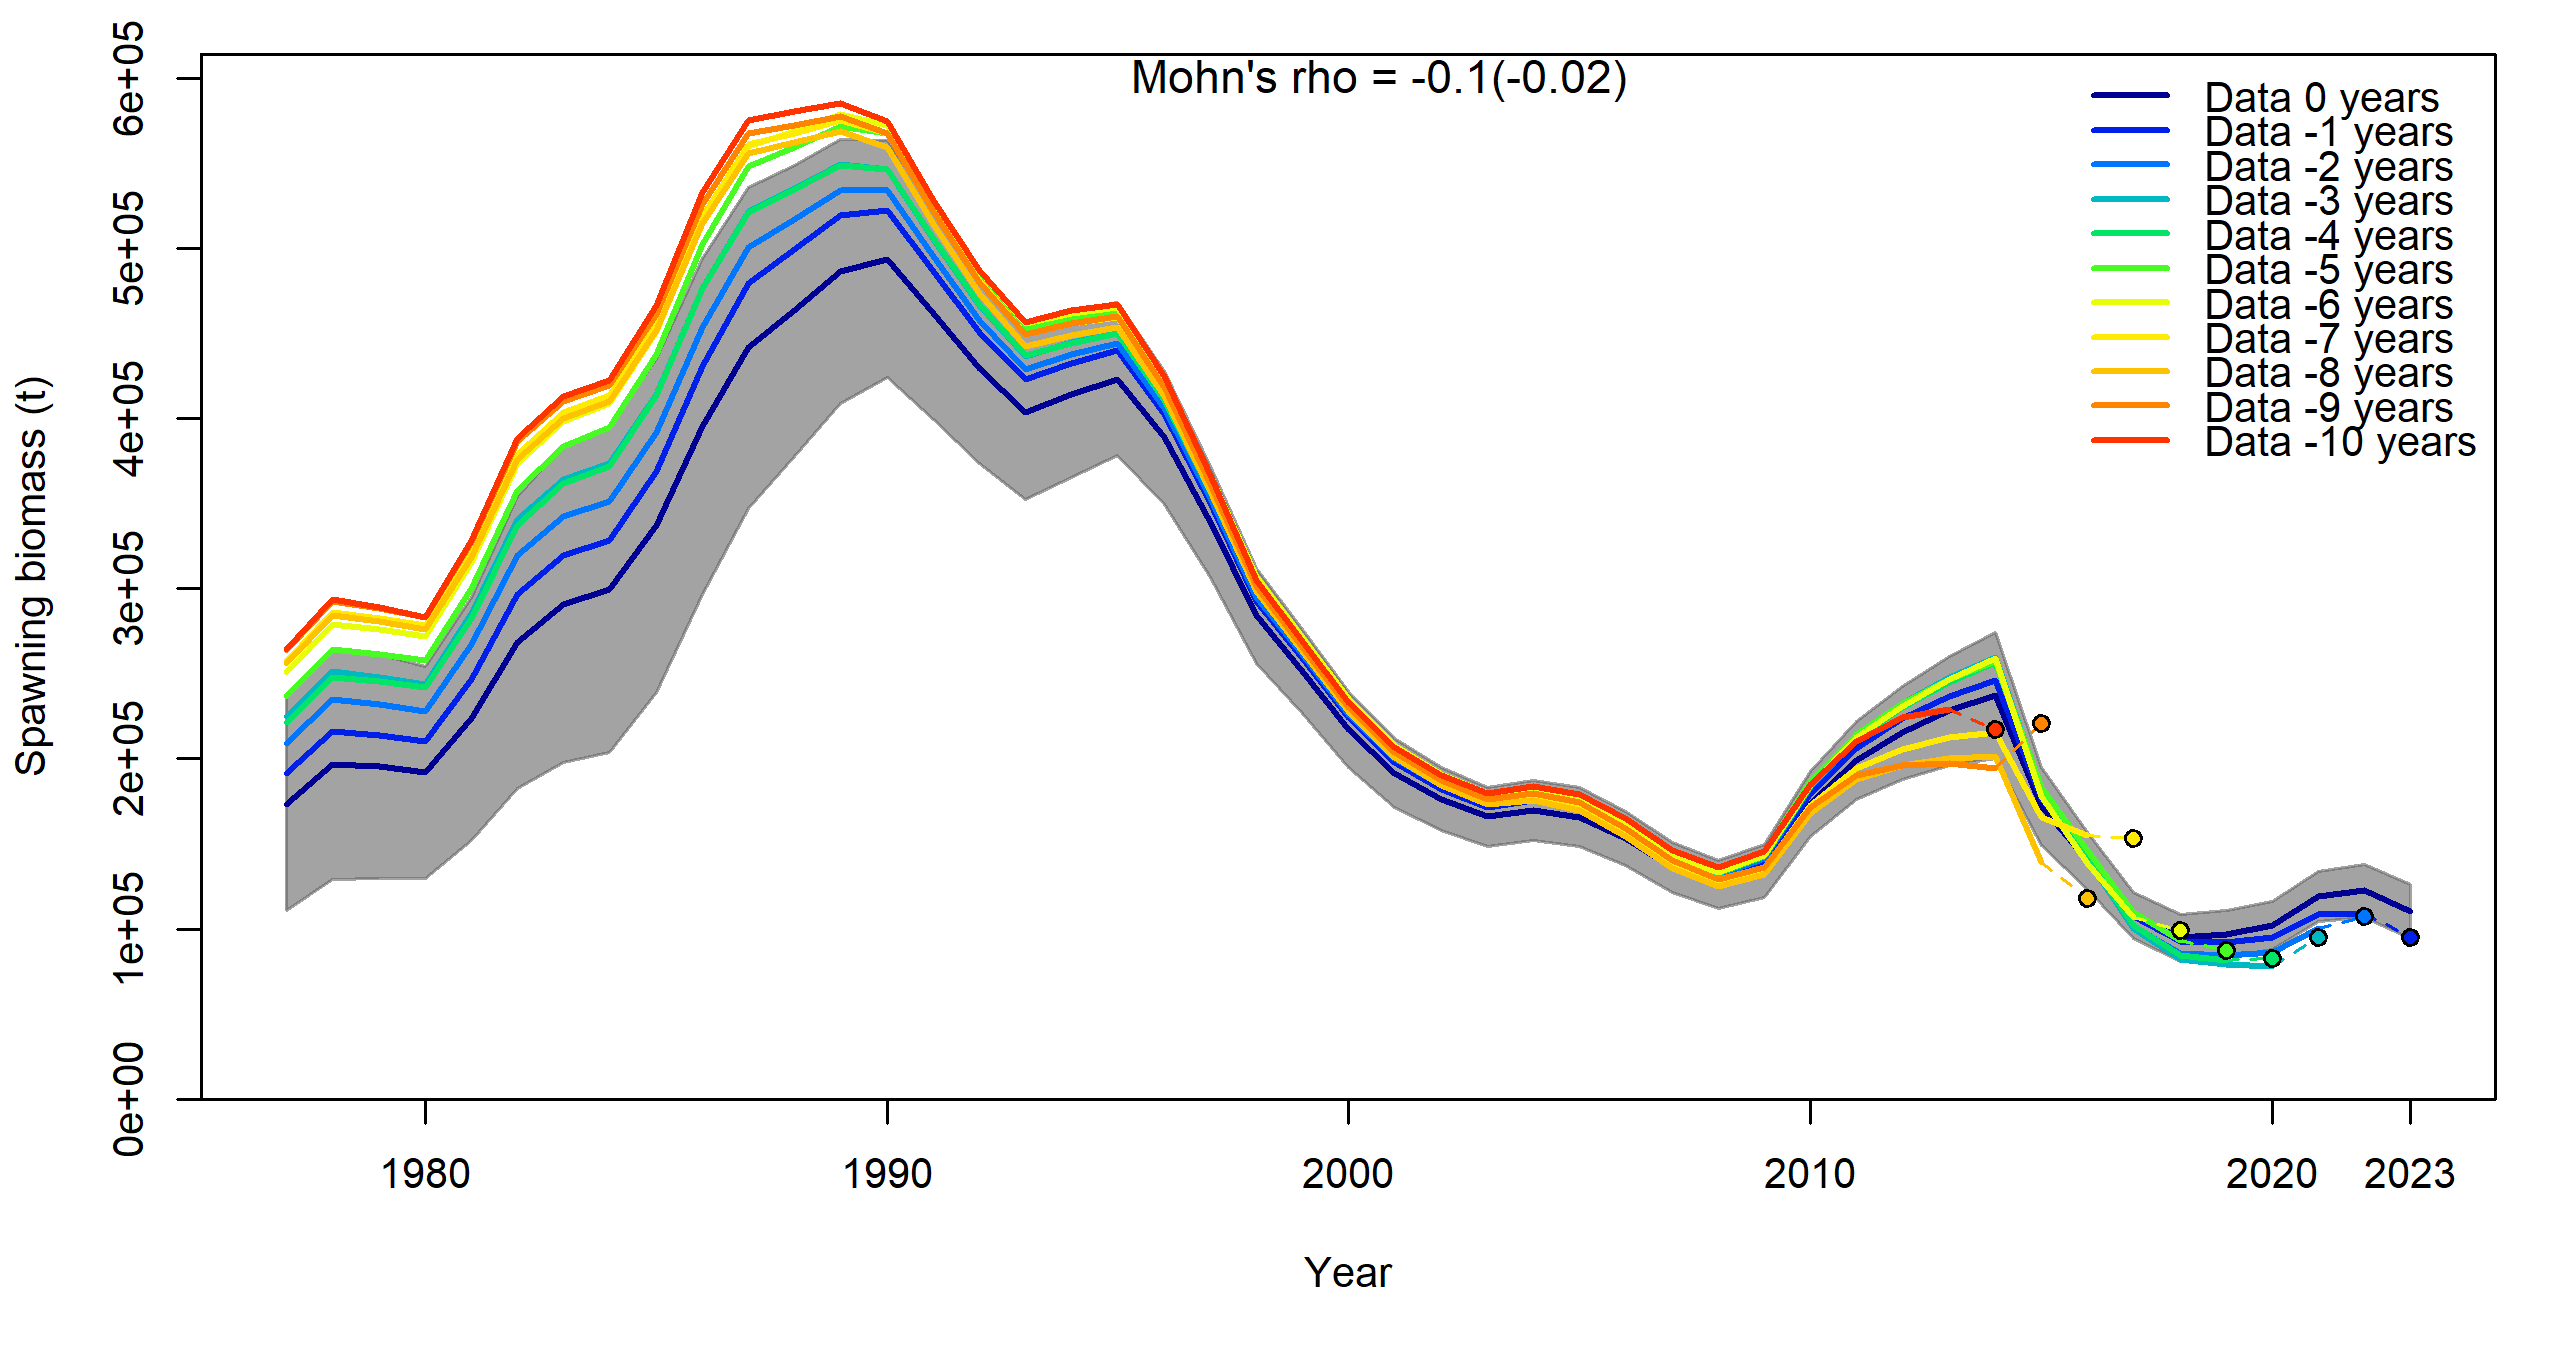 Mohn's rho = -0.1(-0.02)
Data 0 years
Data -1 years
Data -2 years
Data -3 years
Data -4 years
Data -5 years
Data -6 years
Data -7 years
Data -8 years
Data -9 years
Data -10 years
Spawning biomass (t)
6e+05
5e+05
4e+05
3e+05
2e+05
1e+05
0e+00
1980 1990 2000 2010 2020 2023
Year